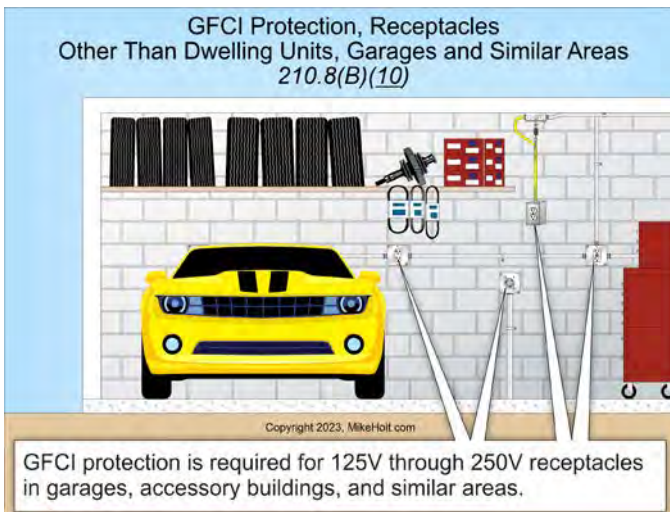 GFCI Protection, Receptacles
Other Than Dwelling Units, Garages and Similar Areas
210.8(B)(10)
Copyright 2023, MikeHolt.com
GFCI protection is required for 125V through 250V receptacles
in garages, accessory buildings, and similar areas.